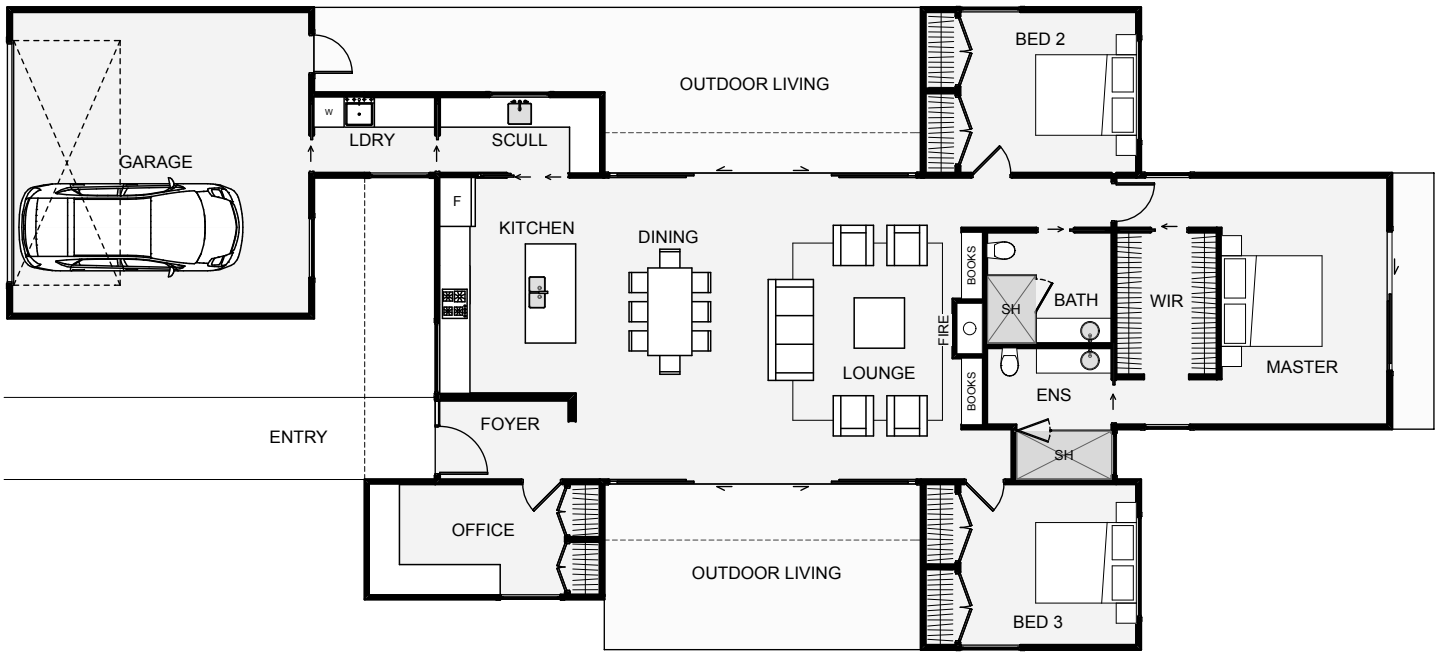 BED 2
OUTDOOR LIVING
W
LDRY
SCULL
GARAGE
F
KITCHEN
DINING
BOOKS
BATH
SH
WIR
FIRE
LOUNGE
MASTER
BOOKS
ENS
FOYER
ENTRY
SH
OFFICE
OUTDOOR LIVING
BED 3